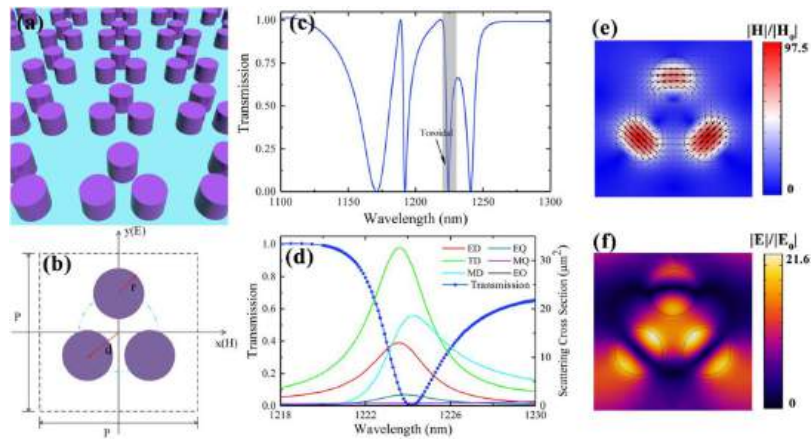 (a)
(b)
y(E)
x(H)
r
d
P
P
(c)
Transmission
1.00
0.75
0.50
0.25
0.00
Toroidal
1100
1150
1200
1250
1300
Wavelength (nm)
(d)
Transmission
1.0
0.8
0.6
0.4
0.2
0.0
ED
EQ
TD
MQ
MD
EO
Transmission
30
20
10
0
Scattering Cross Section (μm²)
1218
1222
1226
1230
Wavelength (nm)
(e)
|H|/|H₀|
97.5
0
(f)
|E|/|E₀|
21.6
0